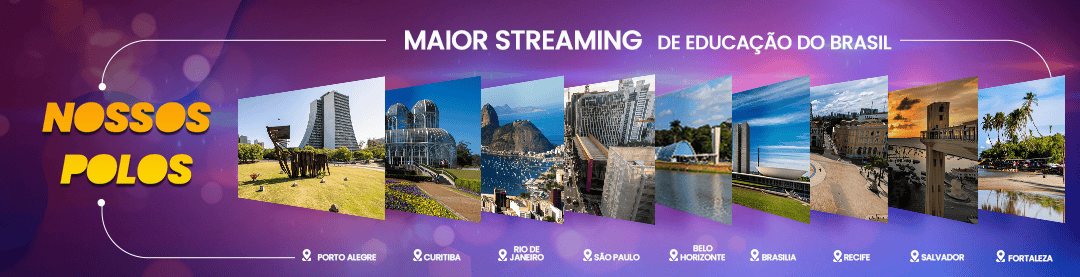 MAIOR STREAMING DE EDUCAÇÃO DO BRASIL
NOSSOS
POLOS
PORTO ALEGRE
CURITIBA
RIO DE
JANEIRO
SÃO PAULO
BELO
HORIZONTE
BRASILIA
RECIFE
SALVADOR
FORTALEZA